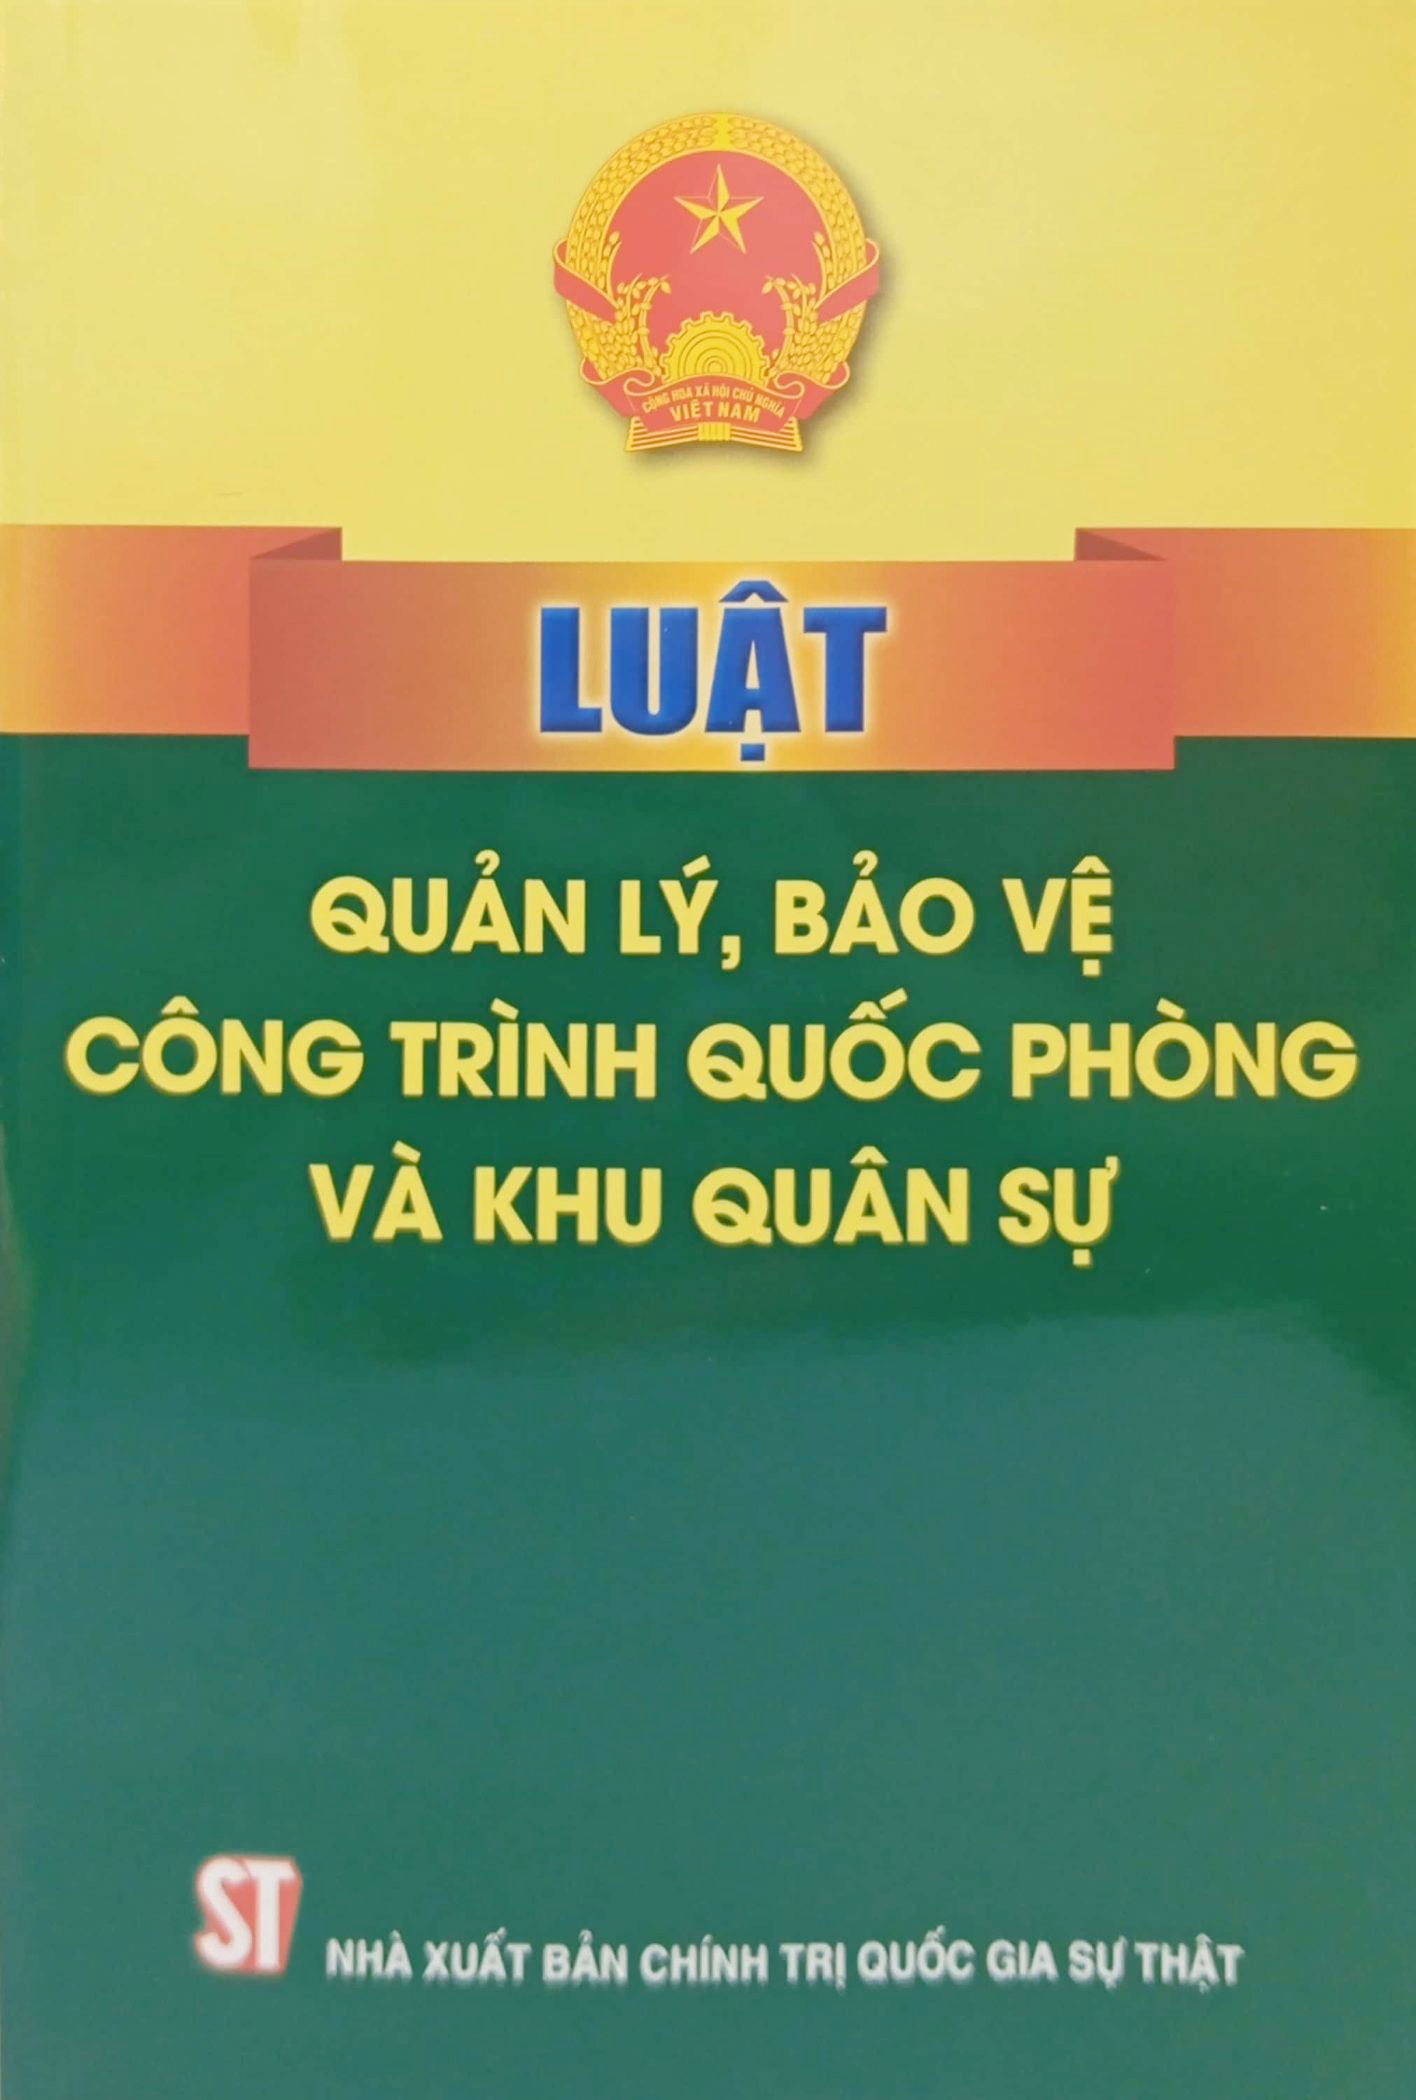 CỘNG HÒA XÃ HỘI CHỦ NGHĨA
VIỆT NAM
LUẬT
QUẢN LÝ, BẢO VỆ
CÔNG TRÌNH QUỐC PHÒNG
VÀ KHU QUÂN SỰ
ST
NHÀ XUẤT BẢN CHÍNH TRỊ QUỐC GIA SỰ THẬT